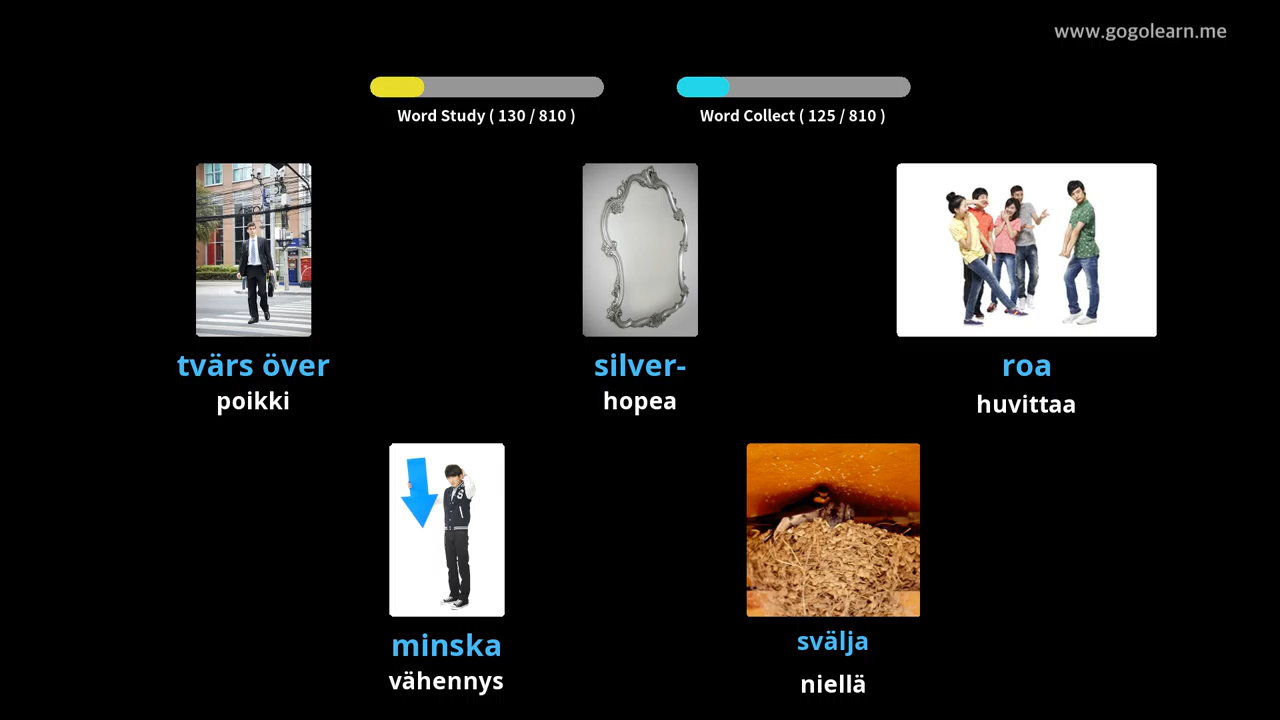 www.gogolearn.me
Word Study ( 130 / 810 )
Word Collect ( 125 / 810 )
tvärs över
poikki
silver-
hopea
roa
huvittaa
minska
vähennys
svälja
niellä